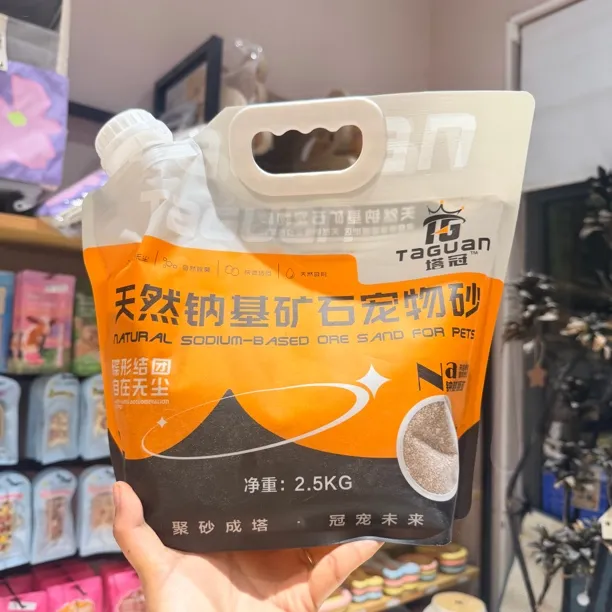 TaGuan™
塔冠
天然钠基矿石宠物砂
NATURAL SODIUM-BASED ORE SAND FOR PETS
碟形结团
自在无尘
Na
净重：2.5KG
聚砂成塔 · 冠宠未来